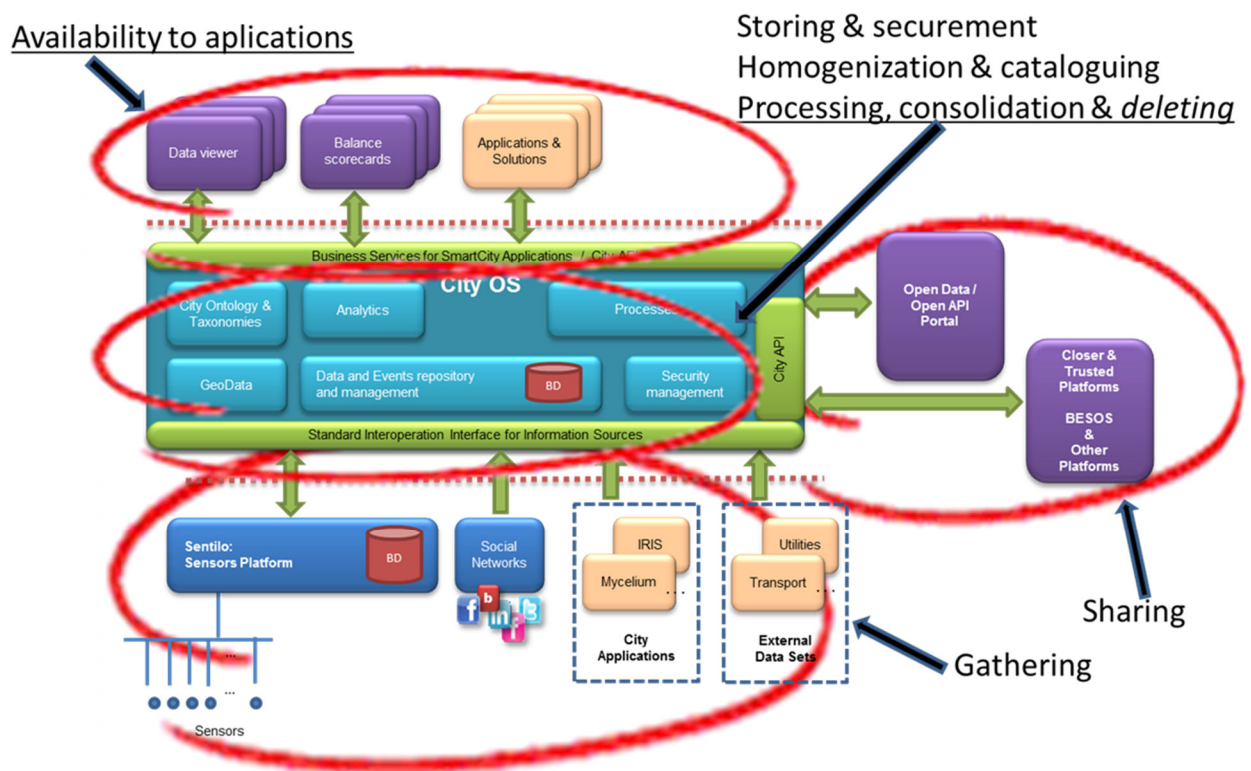 Availability to aplications
Storing & securement
Homogenization & cataloguing
Processing, consolidation & deleting
Data viewer
Balance
scorecards
Applications &
Solutions
Business Services for SmartCity Applications / City API
City OS
City Ontology &
Taxonomies
Analytics
Processes
GeoData
Data and Events repository
and management
BD
Security
management
City API
Standard Interoperation Interface for Information Sources
Open Data /
Open API
Portal
Closer &
Trusted
Platforms
BESOS
&
Other
Platforms
Sentilo:
Sensors Platform
BD
Social
Networks
f
b
in
f
t
IRIS
Mycelium
...
City
Applications
Utilities
Transport
...
External
Data Sets
...
...
Sensors
Sharing
Gathering